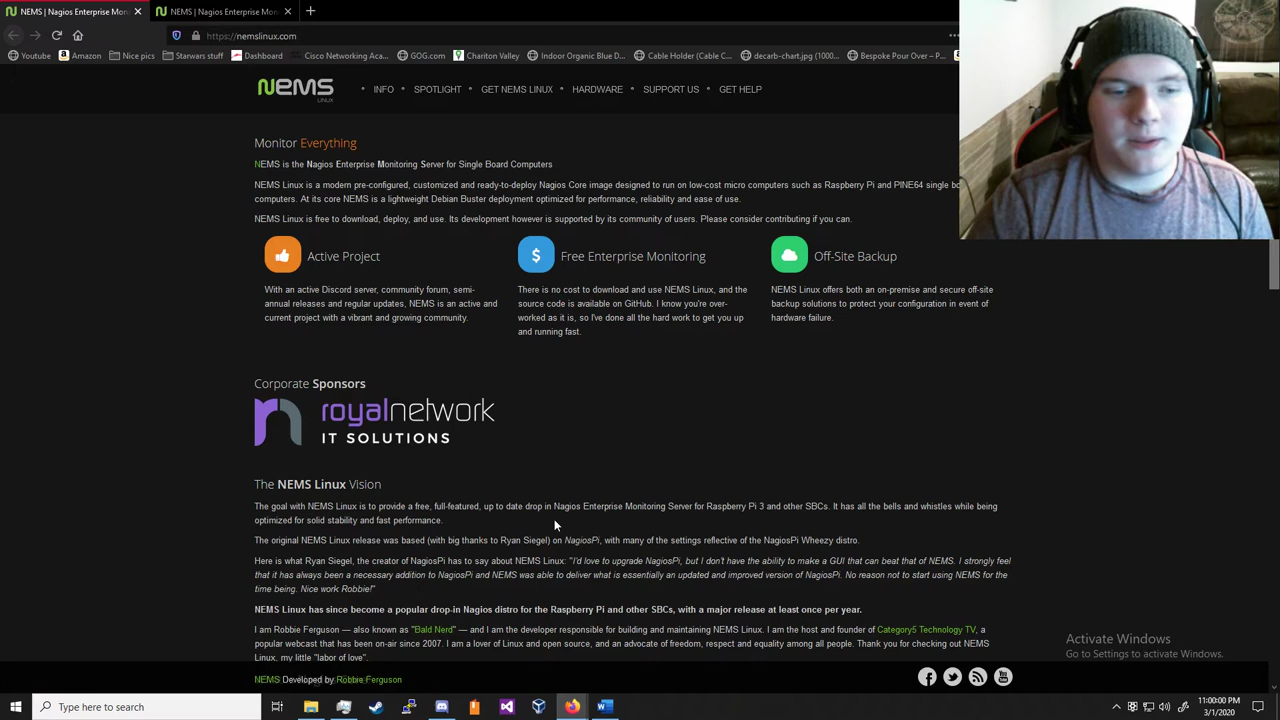 NEMS | Nagios Enterprise Moni
NEMS | Nagios Enterprise Mon
https://nemslinux.com
Youtube
Amazon
Nice pics
Starwars stuff
Dashboard
Cisco Networking Aca...
GOG.com
Chariton Valley
Indoor Organic Blue D...
Cable Holder (Cable C...
decarb-chart.jpg (1000...
Bespoke Pour Over – P...
NEMS
LINUX
• INFO
• SPOTLIGHT
• GET NEMS LINUX
• HARDWARE
• SUPPORT US
• GET HELP
Monitor Everything
NEMS is the Nagios Enterprise Monitoring Server for Single Board Computers
NEMS Linux is a modern pre-configured, customized and ready-to-deploy Nagios Core image designed to run on low-cost micro computers such as Raspberry Pi and PINE64 single bo
computers. At its core NEMS is a lightweight Debian Buster deployment optimized for performance, reliability and ease of use.
NEMS Linux is free to download, deploy, and use. Its development however is supported by its community of users. Please consider contributing if you can.
Active Project
With an active Discord server, community forum, semi-
annual releases and regular updates, NEMS is an active and
current project with a vibrant and growing community.
$
Free Enterprise Monitoring
There is no cost to download and use NEMS Linux, and the
source code is available on GitHub. I know you're over-
worked as it is, so I've done all the hard work to get you up
and running fast.
Off-Site Backup
NEMS Linux offers both an on-premise and secure off-site
backup solutions to protect your configuration in event of
hardware failure.
Corporate Sponsors
rn
royalnetwork
IT SOLUTIONS
The NEMS Linux Vision
The goal with NEMS Linux is to provide a free, full-featured, up to date drop in Nagios Enterprise Monitoring Server for Raspberry Pi 3 and other SBCs. It has all the bells and whistles while being
optimized for solid stability and fast performance.
The original NEMS Linux release was based (with big thanks to Ryan Siegel) on NagiosPi, with many of the settings reflective of the NagiosPi Wheezy distro.
Here is what Ryan Siegel, the creator of NagiosPi has to say about NEMS Linux: "I'd love to upgrade NagiosPi, but I don't have the ability to make a GUI that can beat that of NEMS. I strongly feel
that it has always been a necessary addition to NagiosPi and NEMS was able to deliver what is essentially an updated and improved version of NagiosPi. No reason not to start using NEMS for the
time being. Nice work Robbie!"
NEMS Linux has since become a popular drop-in Nagios distro for the Raspberry Pi and other SBCs, with a major release at least once per year.
I am Robbie Ferguson — also known as "Bald Nerd" — and I am the developer responsible for building and maintaining NEMS Linux. I am the host and founder of Category5 Technology TV, a
popular webcast that has been on-air since 2007. I am a lover of Linux and open source, and an advocate of freedom, respect and equality among all people. Thank you for checking out NEMS
Linux, my little "labor of love".
NEMS Developed by Robbie Ferguson
Activate Windows
Go to Settings to activate Windows.
Type here to search
11:00:00 PM
3/1/2020